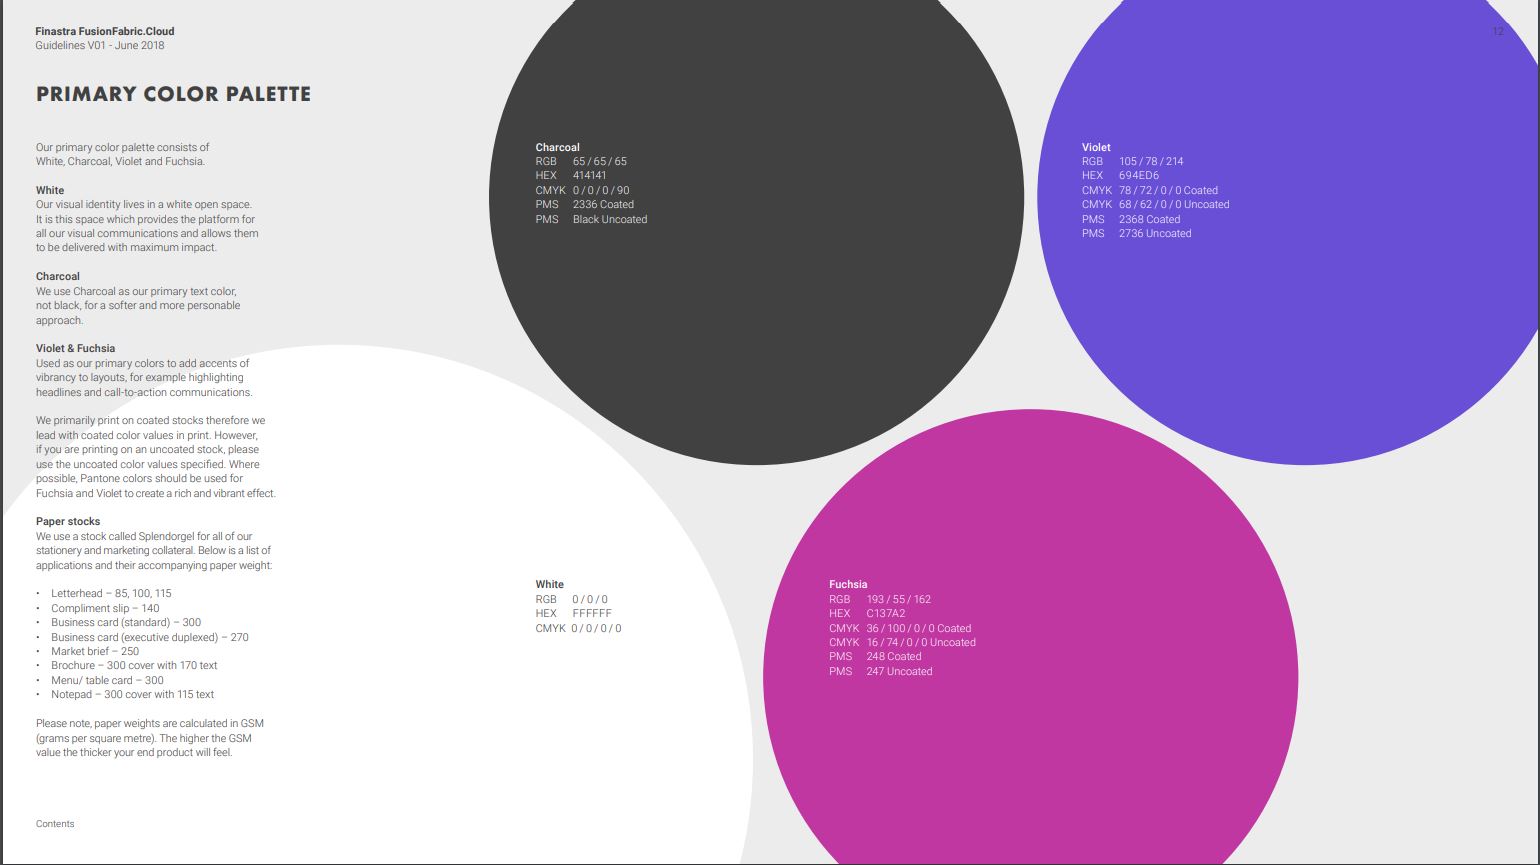 Finastra FusionFabric.Cloud
Guidelines V01 - June 2018
12
PRIMARY COLOR PALETTE
Our primary color palette consists of
White, Charcoal, Violet and Fuchsia.
White
Our visual identity lives in a white open space.
It is this space which provides the platform for
all our visual communications and allows them
to be delivered with maximum impact.
Charcoal
We use Charcoal as our primary text color,
not black, for a softer and more personable
approach.
Violet & Fuchsia
Used as our primary colors to add accents of
vibrancy to layouts, for example highlighting
headlines and call-to-action communications.
We primarily print on coated stocks therefore we
lead with coated color values in print. However,
if you are printing on an uncoated stock, please
use the uncoated color values specified. Where
possible, Pantone colors should be used for
Fuchsia and Violet to create a rich and vibrant effect.
Paper stocks
We use a stock called Splendorgel for all of our
stationery and marketing collateral. Below is a list of
applications and their accompanying paper weight:
• Letterhead – 85, 100, 115
• Compliment slip – 140
• Business card (standard) – 300
• Business card (executive duplexed) – 270
• Market brief – 250
• Brochure – 300 cover with 170 text
• Menu/ table card – 300
• Notepad – 300 cover with 115 text
Please note, paper weights are calculated in GSM
(grams per square metre). The higher the GSM
value the thicker your end product will feel.
Contents
Charcoal
RGB 65 / 65 / 65
HEX 414141
CMYK 0 / 0 / 0 / 90
PMS 2336 Coated
PMS Black Uncoated
Violet
RGB 105 / 78 / 214
HEX 694ED6
CMYK 78 / 72 / 0 / 0 Coated
CMYK 68 / 62 / 0 / 0 Uncoated
PMS 2368 Coated
PMS 2736 Uncoated
White
RGB 0 / 0 / 0
HEX FFFFFF
CMYK 0 / 0 / 0 / 0
Fuchsia
RGB 193 / 55 / 162
HEX C137A2
CMYK 36 / 100 / 0 / 0 Coated
CMYK 16 / 74 / 0 / 0 Uncoated
PMS 248 Coated
PMS 247 Uncoated